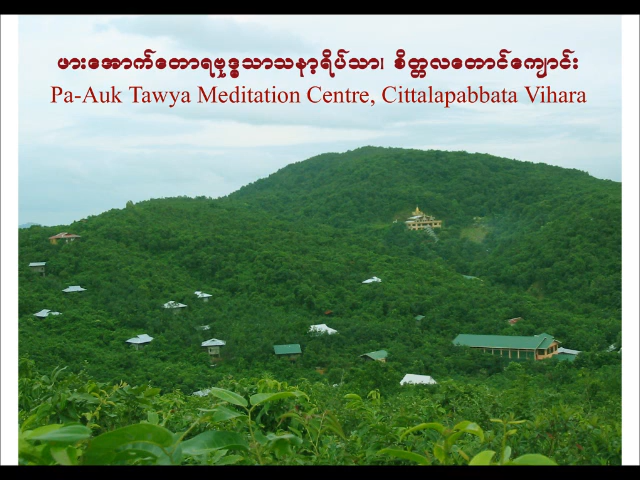 ဖားအောက်တောရဗုဒ္ဓသာသနာ့ရိပ်သာ၊ စိတ္တလတောင်ကျောင်း
Pa-Auk Tawya Meditation Centre, Cittalapabbata Vihara